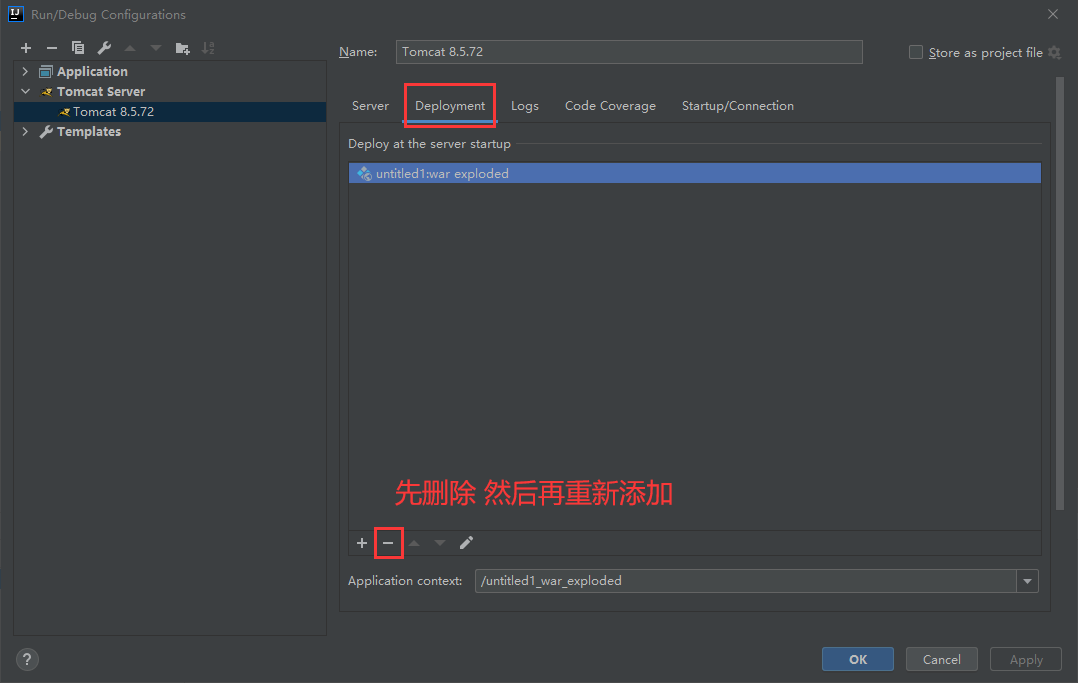 Run/Debug Configurations
Name: Tomcat 8.5.72
Store as project file
Application
Tomcat Server
Tomcat 8.5.72
Templates
Server Deployment Logs Code Coverage Startup/Connection
Deploy at the server startup
untitled1:war exploded
先删除 然后再重新添加
Application context: /untitled1_war_exploded
? OK Cancel Apply